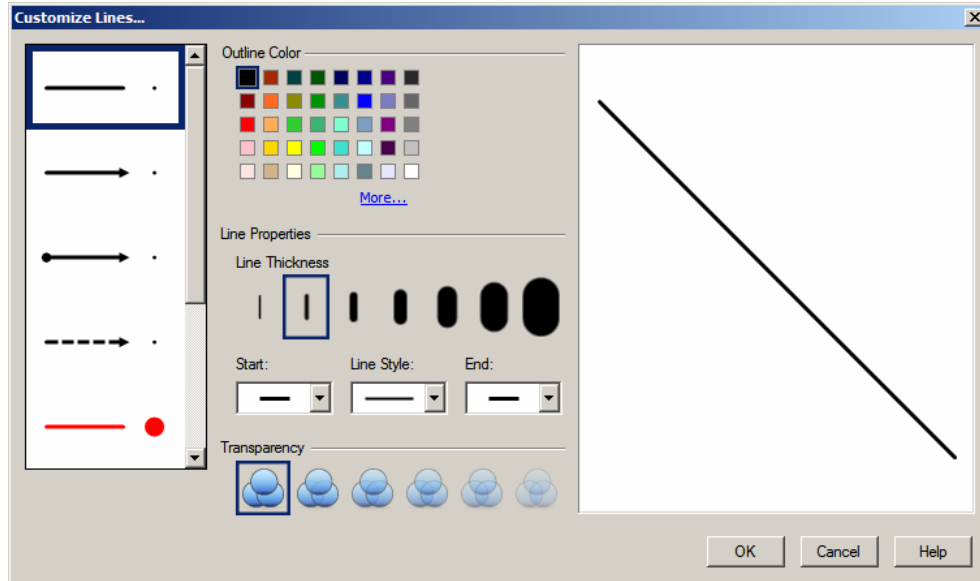 Customize Lines...
Outline Color
More...
Line Properties
Line Thickness
Start:
Line Style:
End:
Transparency
OK
Cancel
Help